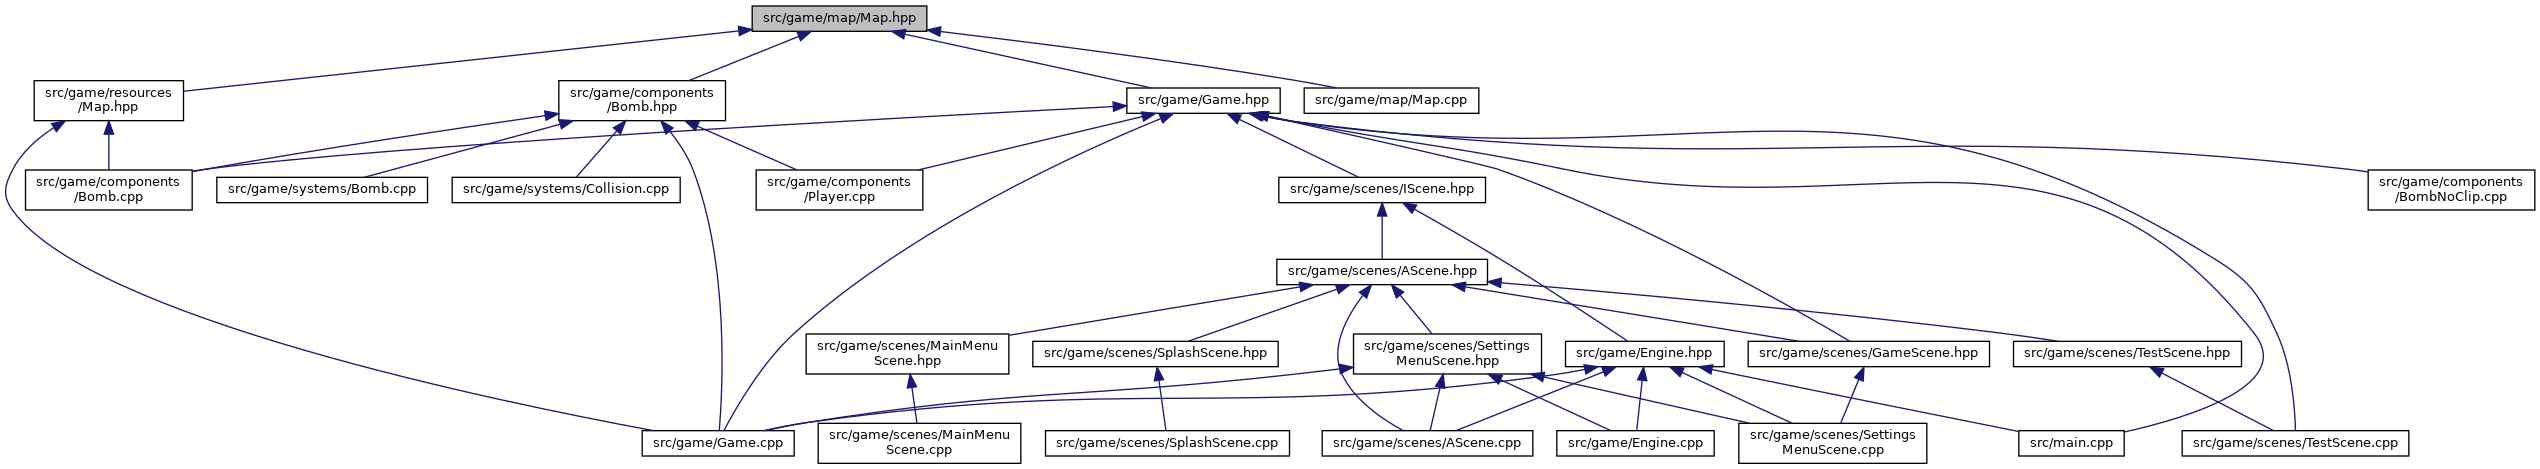 src/game/map/Map.hpp
src/game/resources
/Map.hpp
src/game/components
/Bomb.hpp
src/game/Game.hpp
src/game/map/Map.cpp
src/game/components
/Bomb.cpp
src/game/systems/Bomb.cpp
src/game/systems/Collision.cpp
src/game/components
/Player.cpp
src/game/scenes/IScene.hpp
src/game/components
/BombNoClip.cpp
src/game/scenes/AScene.hpp
src/game/scenes/MainMenu
Scene.hpp
src/game/scenes/SplashScene.hpp
src/game/scenes/Settings
MenuScene.hpp
src/game/Engine.hpp
src/game/scenes/GameScene.hpp
src/game/scenes/TestScene.hpp
src/game/Game.cpp
src/game/scenes/MainMenu
Scene.cpp
src/game/scenes/SplashScene.cpp
src/game/scenes/AScene.cpp
src/game/Engine.cpp
src/game/scenes/Settings
MenuScene.cpp
src/main.cpp
src/game/scenes/TestScene.cpp